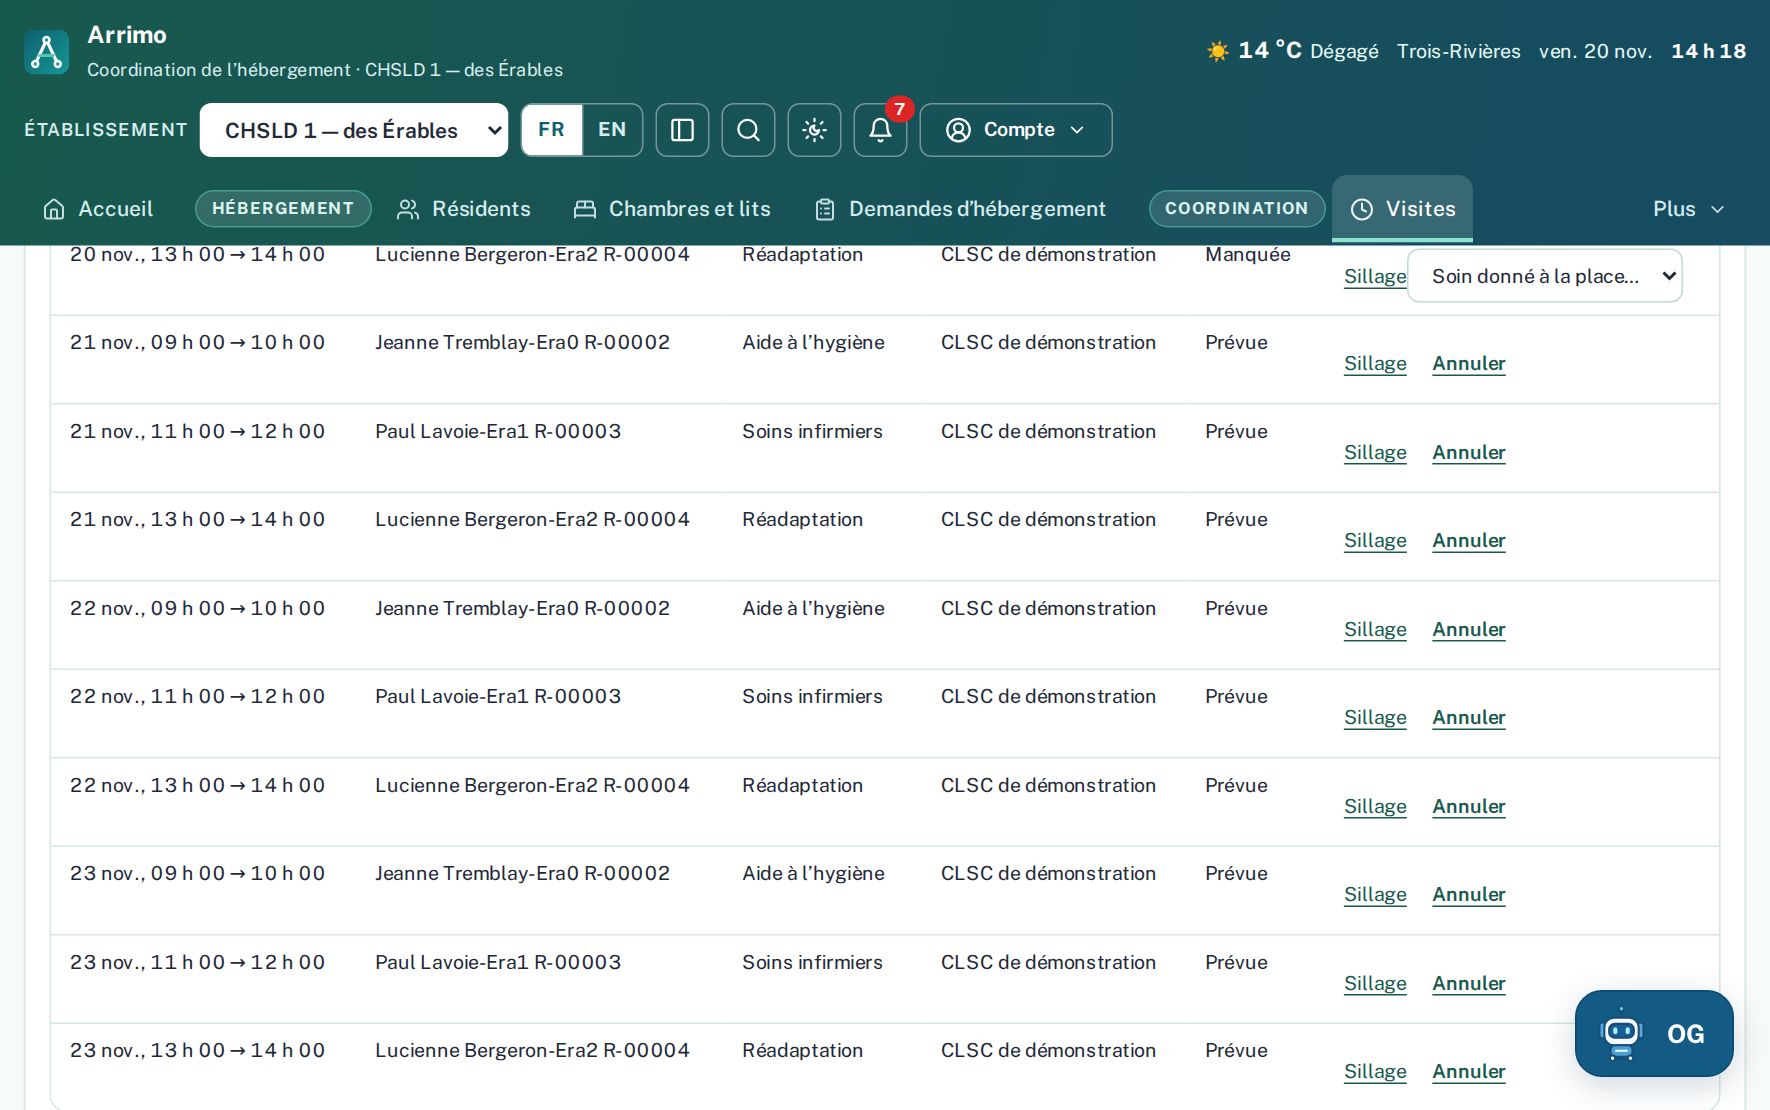 Arrimo
Coordination de l’hébergement · CHSLD 1 — des Érables
14 °C Dégagé Trois-Rivières ven. 20 nov. 14 h 18
ÉTABLISSEMENT CHSLD 1 — des Érables FR EN 7 Compte
Accueil HÉBERGEMENT Résidents Chambres et lits Demandes d’hébergement COORDINATION Visites Plus
20 nov., 13 h 00 → 14 h 00 Lucienne Bergeron-Era2 R-00004 Réadaptation CLSC de démonstration Manquée
Sillage Soin donné à la place...
21 nov., 09 h 00 → 10 h 00 Jeanne Tremblay-Era0 R-00002 Aide à l’hygiène CLSC de démonstration Prévue
Sillage Annuler
21 nov., 11 h 00 → 12 h 00 Paul Lavoie-Era1 R-00003 Soins infirmiers CLSC de démonstration Prévue
Sillage Annuler
21 nov., 13 h 00 → 14 h 00 Lucienne Bergeron-Era2 R-00004 Réadaptation CLSC de démonstration Prévue
Sillage Annuler
22 nov., 09 h 00 → 10 h 00 Jeanne Tremblay-Era0 R-00002 Aide à l’hygiène CLSC de démonstration Prévue
Sillage Annuler
22 nov., 11 h 00 → 12 h 00 Paul Lavoie-Era1 R-00003 Soins infirmiers CLSC de démonstration Prévue
Sillage Annuler
22 nov., 13 h 00 → 14 h 00 Lucienne Bergeron-Era2 R-00004 Réadaptation CLSC de démonstration Prévue
Sillage Annuler
23 nov., 09 h 00 → 10 h 00 Jeanne Tremblay-Era0 R-00002 Aide à l’hygiène CLSC de démonstration Prévue
Sillage Annuler
23 nov., 11 h 00 → 12 h 00 Paul Lavoie-Era1 R-00003 Soins infirmiers CLSC de démonstration Prévue
Sillage Annuler
OG
23 nov., 13 h 00 → 14 h 00 Lucienne Bergeron-Era2 R-00004 Réadaptation CLSC de démonstration Prévue
Sillage Annuler